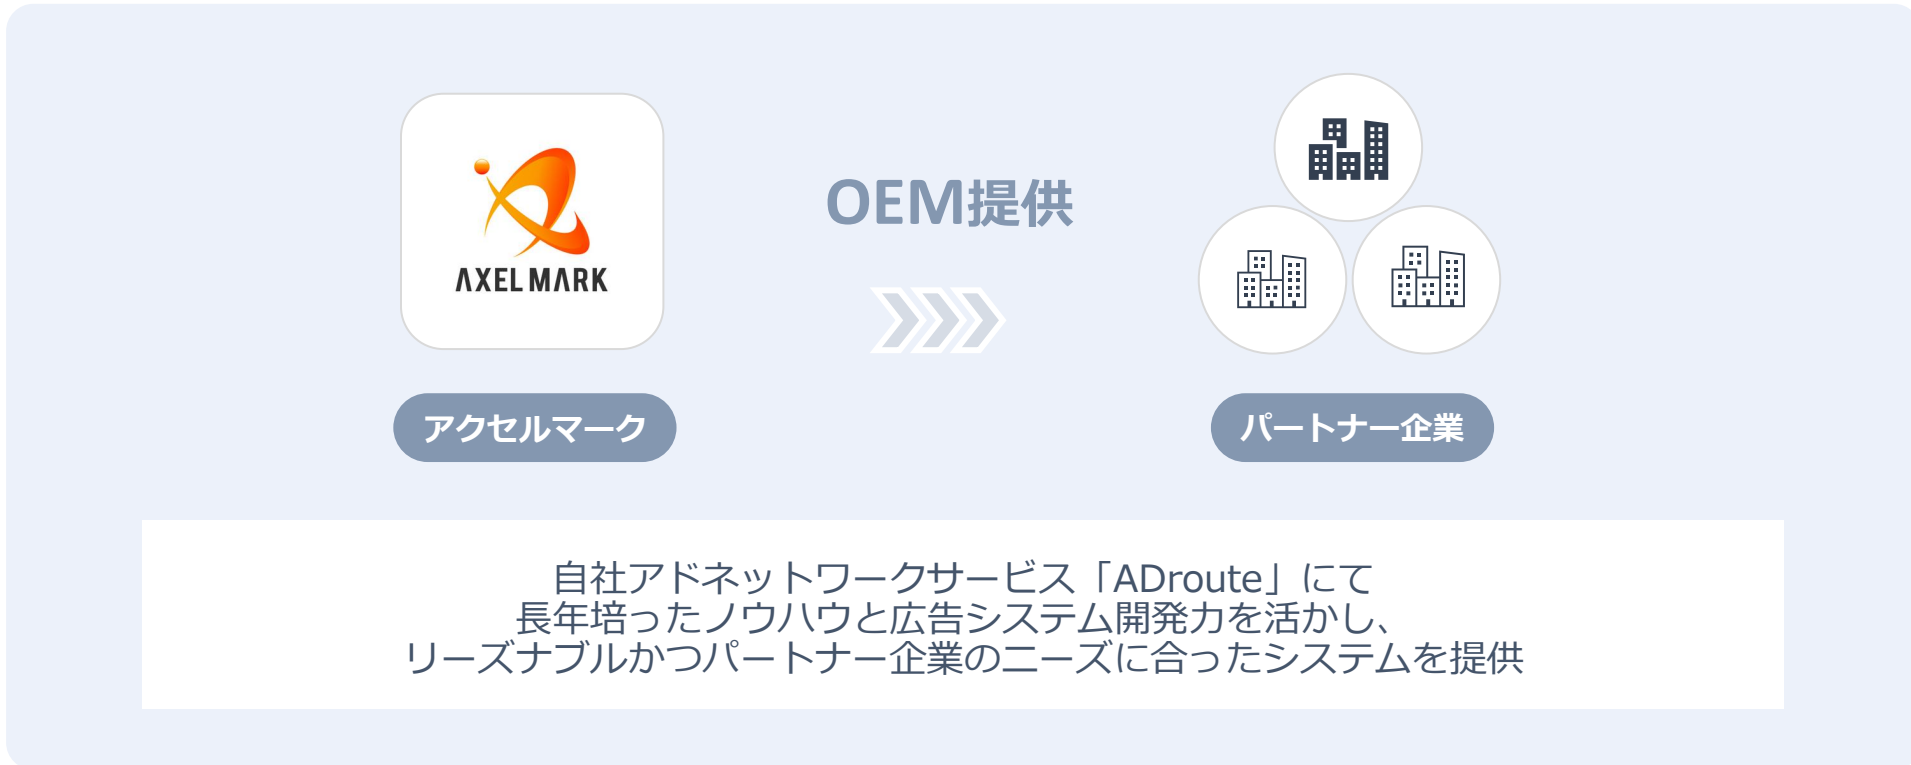 AXEL MARK
OEM提供
アクセルマーク
パートナー企業
自社アドネットワークサービス「ADroute」にて
長年培ったノウハウと広告システム開発力を活かし、
リーズナブルかつパートナー企業のニーズに合ったシステムを提供